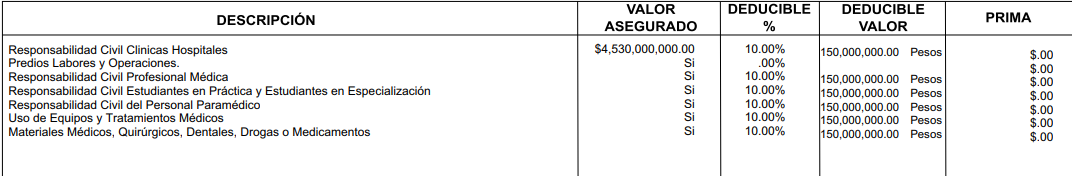 DESCRIPCIÓN VALOR ASEGURADO DEDUCIBLE % DEDUCIBLE VALOR PRIMA
Responsabilidad Civil Clinicas Hospitales $4,530,000,000.00 10.00% 150,000,000.00 Pesos $.00
Predios Labores y Operaciones. Si .00% $.00
Responsabilidad Civil Profesional Médica Si 10.00% 150,000,000.00 Pesos $.00
Responsabilidad Civil Estudiantes en Práctica y Estudiantes en Especialización Si 10.00% 150,000,000.00 Pesos $.00
Responsabilidad Civil del Personal Paramédico Si 10.00% 150,000,000.00 Pesos $.00
Uso de Equipos y Tratamientos Médicos Si 10.00% 150,000,000.00 Pesos $.00
Materiales Médicos, Quirúrgicos, Dentales, Drogas o Medicamentos Si 10.00% 150,000,000.00 Pesos $.00